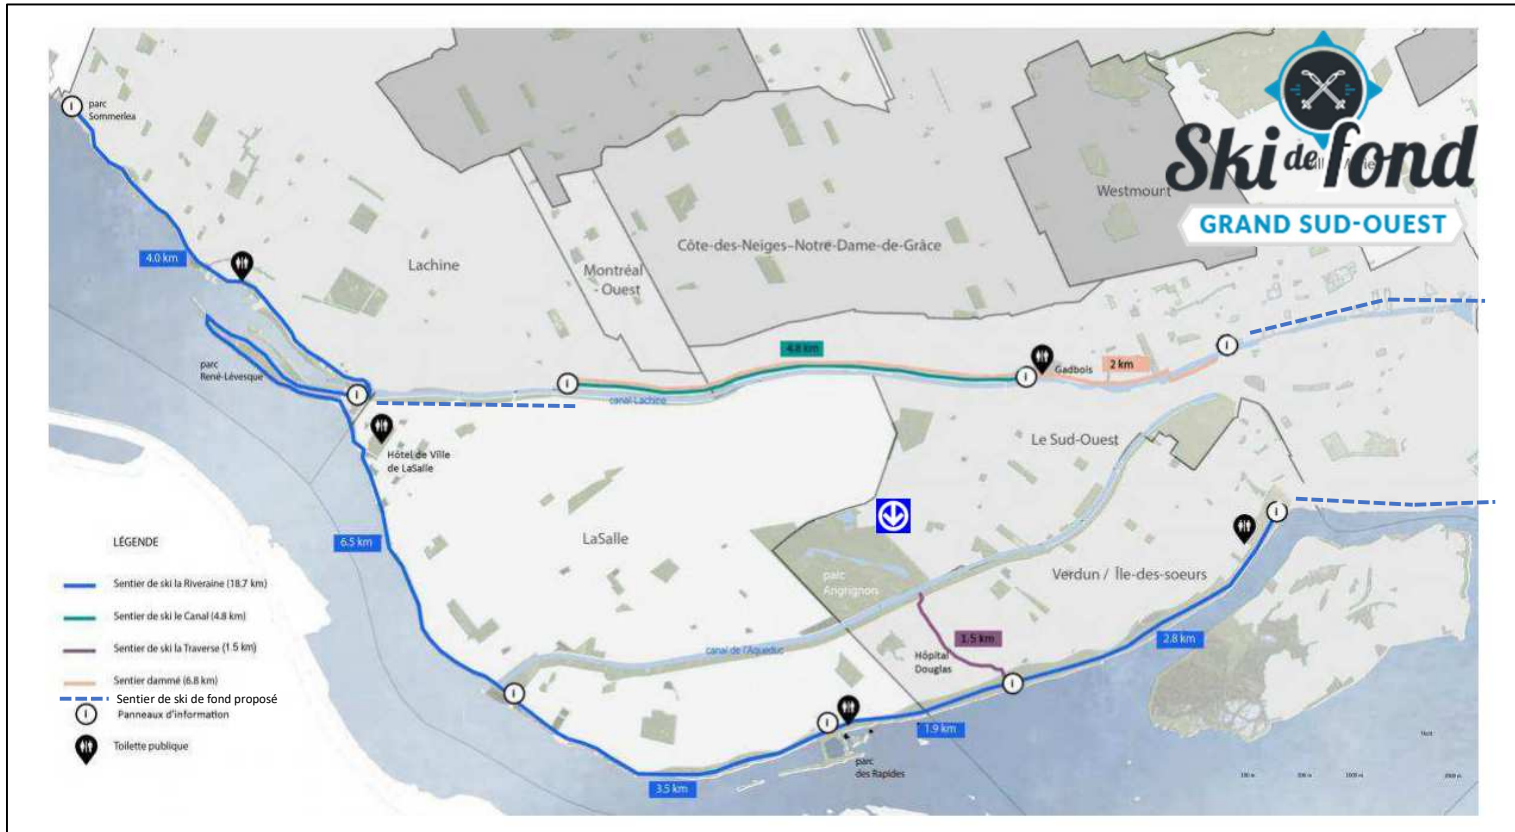 parc
Sommerlea
Ski de fond
GRAND SUD-OUEST
Westmount
4.0 km
Lachine
Montréal
- Ouest
Côte-des-Neiges–Notre-Dame-de-Grâce
parc
René-Lévesque
4.8 km
Gadbois
2 km
canal Lachine
Hôtel de Ville
de LaSalle
Le Sud-Ouest
6.5 km
LaSalle
parc
Angrignon
Verdun / Île-des-soeurs
canal de l'Aqueduc
1.5 km
Hôpital
Douglas
2.8 km
1.9 km
parc
des Rapides
3.5 km
LÉGENDE
Sentier de ski la Riveraine (18.7 km)
Sentier de ski le Canal (4.8 km)
Sentier de ski la Traverse (1.5 km)
Sentier dammé (6.8 km)
Sentier de ski de fond proposé
Panneaux d'information
Toilette publique